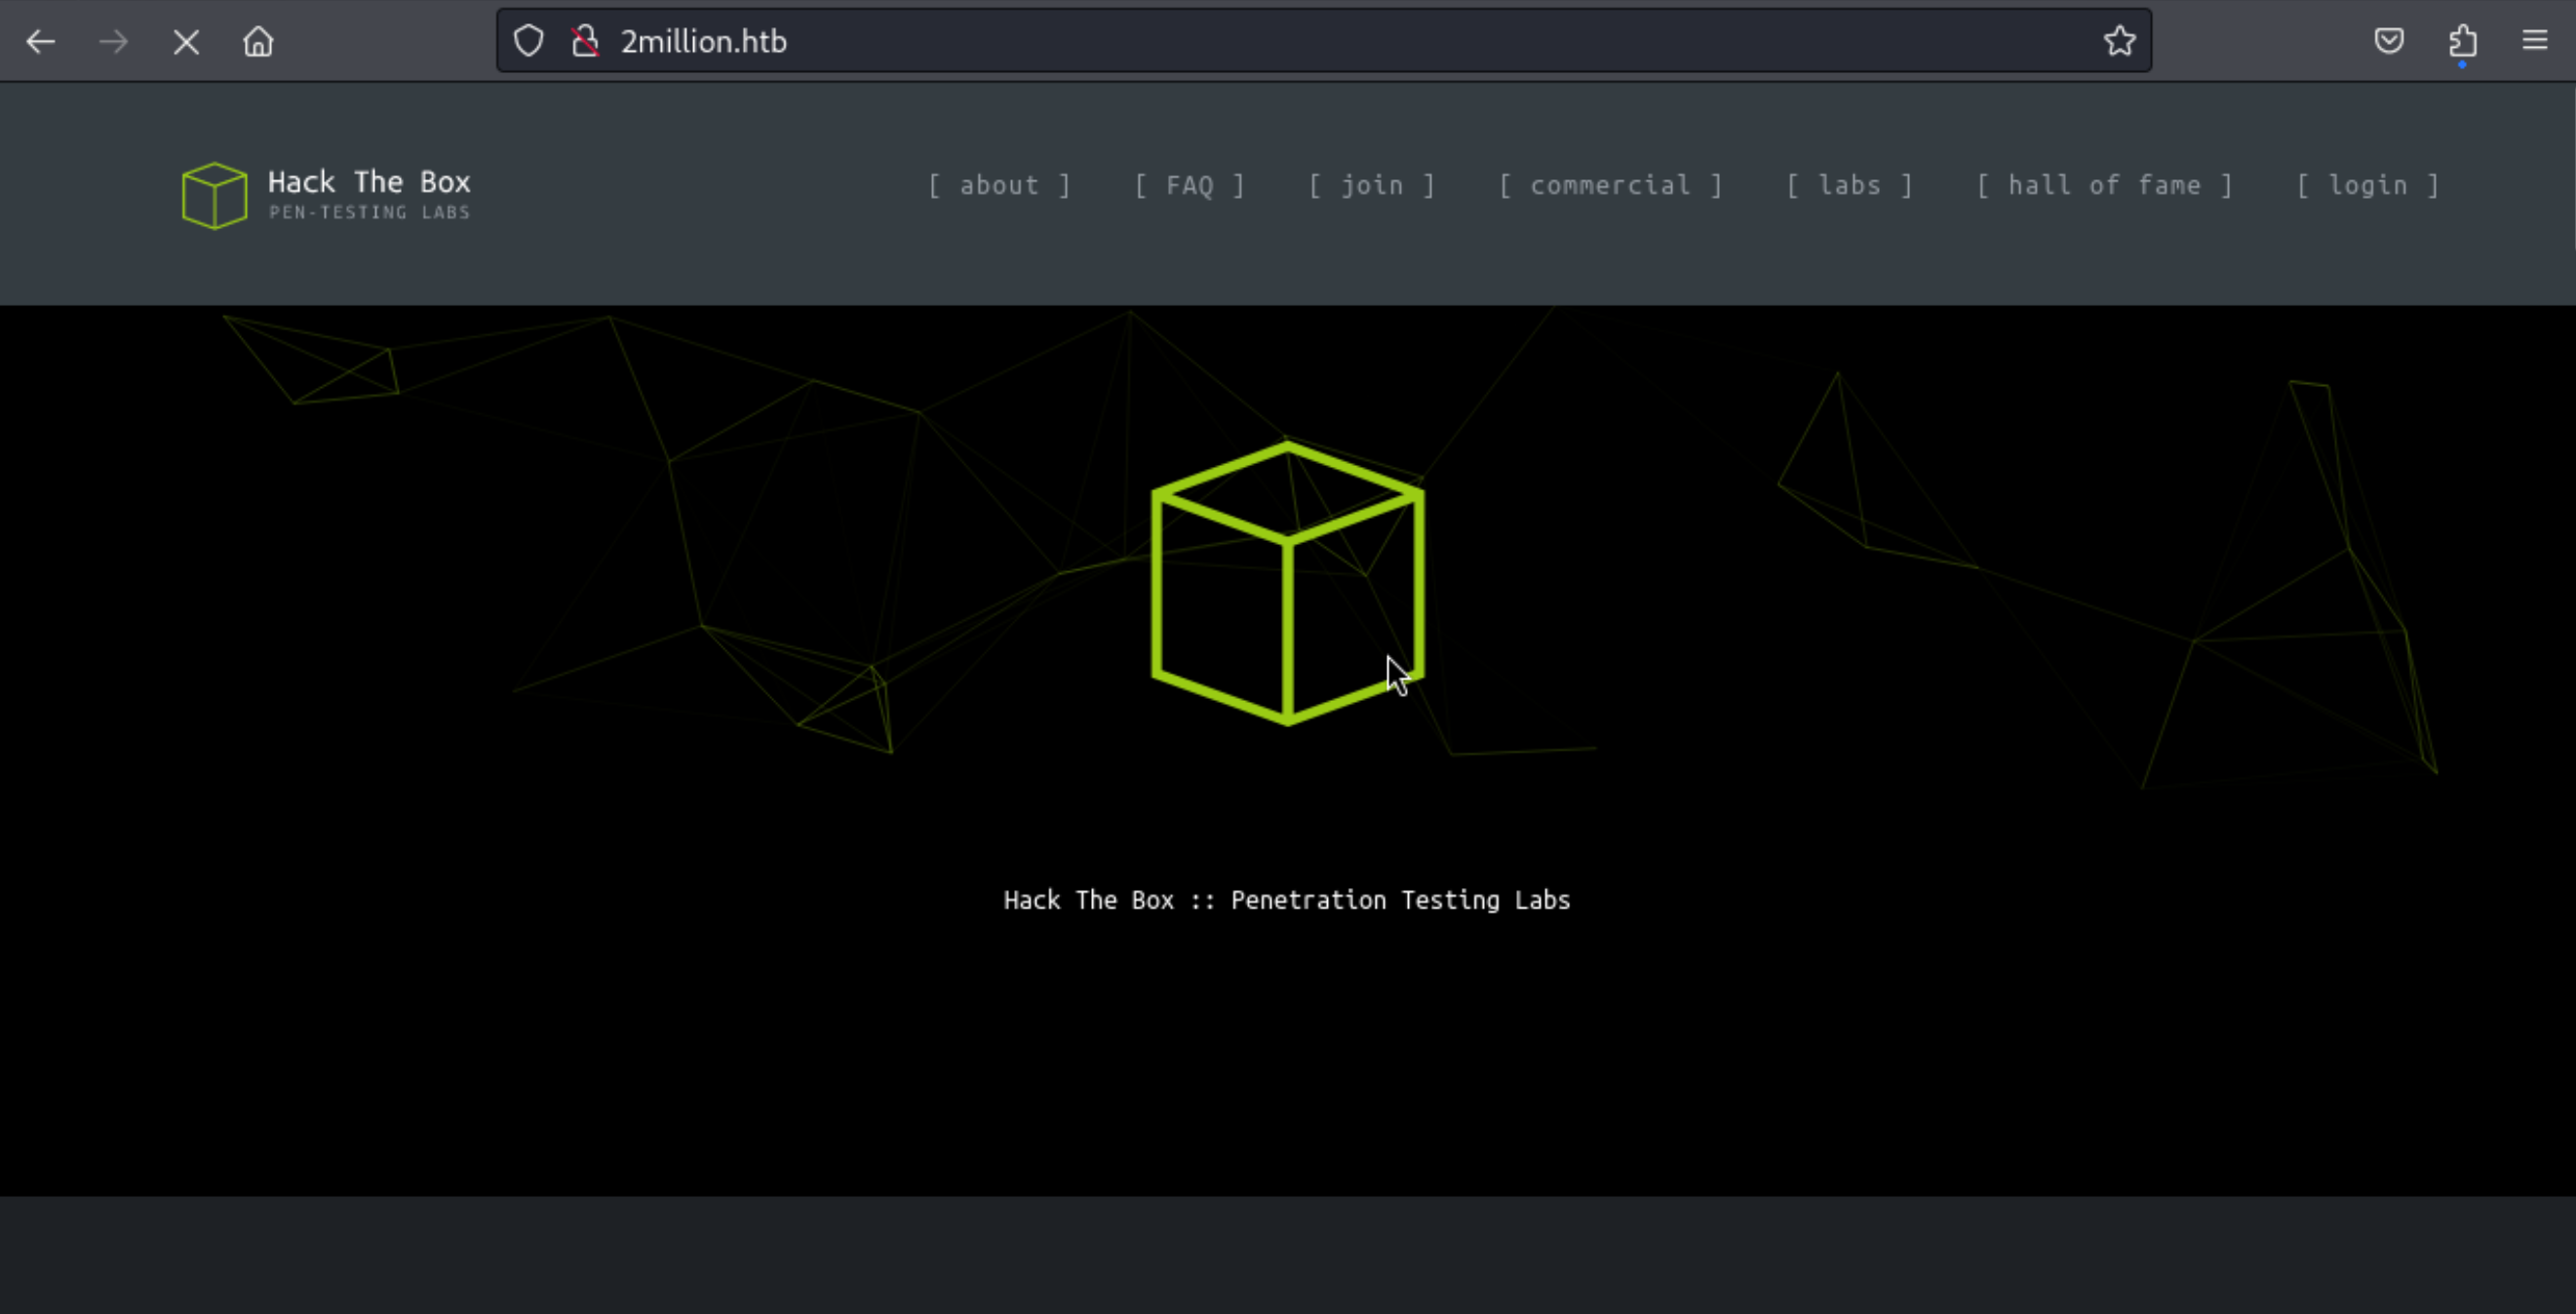 2million.htb
Hack The Box
PEN-TESTING LABS
[ about ] [ FAQ ] [ join ] [ commercial ] [ labs ] [ hall of fame ] [ login ]
Hack The Box :: Penetration Testing Labs